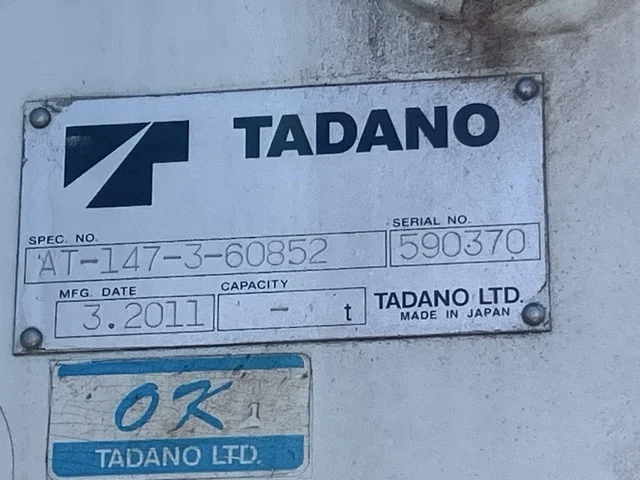 TADANO
SPEC. NO.
AT-147-3-60852
SERIAL NO.
590370
MFG. DATE
3.2011
CAPACITY
- t
TADANO LTD.
MADE IN JAPAN
OK 1
TADANO LTD.